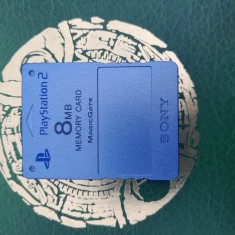 PlayStation 2
8MB
MEMORY CARD
MAGICGATE
SONY